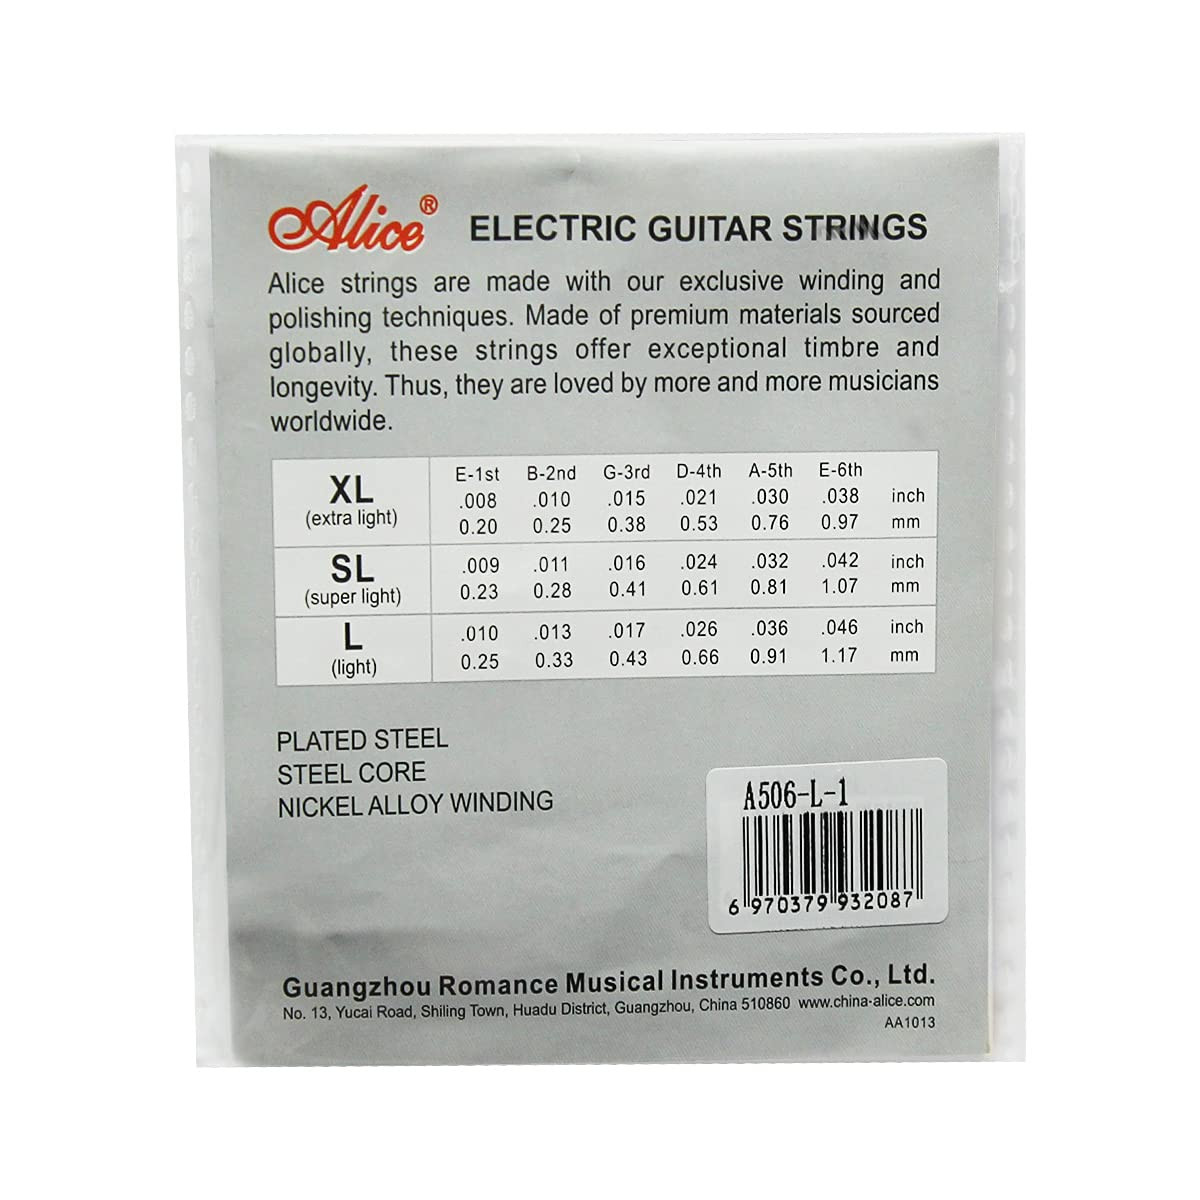 Alice® ELECTRIC GUITAR STRINGS
Alice strings are made with our exclusive winding and
polishing techniques. Made of premium materials sourced
globally, these strings offer exceptional timbre and
longevity. Thus, they are loved by more and more musicians
worldwide.
E-1st B-2nd G-3rd D-4th A-5th E-6th
XL .008 .010 .015 .021 .030 .038 inch
(extra light) 0.20 0.25 0.38 0.53 0.76 0.97 mm
SL .009 .011 .016 .024 .032 .042 inch
(super light) 0.23 0.28 0.41 0.61 0.81 1.07 mm
L .010 .013 .017 .026 .036 .046 inch
(light) 0.25 0.33 0.43 0.66 0.91 1.17 mm
PLATED STEEL
STEEL CORE
NICKEL ALLOY WINDING
A506-L-1
6 970379 932087
Guangzhou Romance Musical Instruments Co., Ltd.
No. 13, Yucai Road, Shiling Town, Huadu District, Guangzhou, China 510860 www.china-alice.com
AA1013